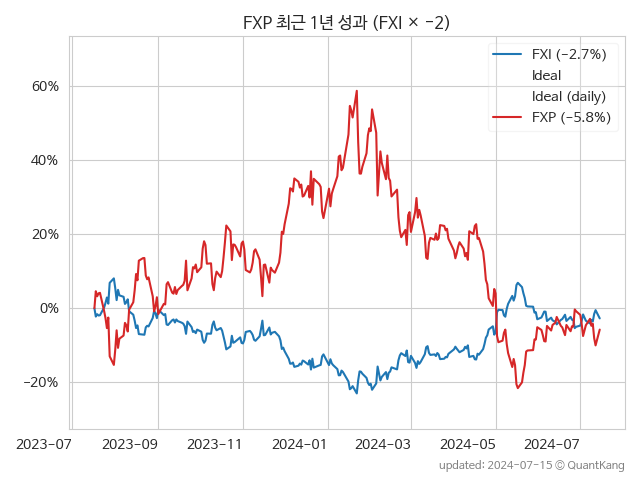 FXP 최근 1년 성과 (FXI × −2)
FXI (−2.7%)
Ideal
Ideal (daily)
FXP (−5.8%)
60%
40%
20%
0%
−20%
2023−07
2023−09
2023−11
2024−01
2024−03
2024−05
2024−07
updated: 2024−07−15 © QuantKang